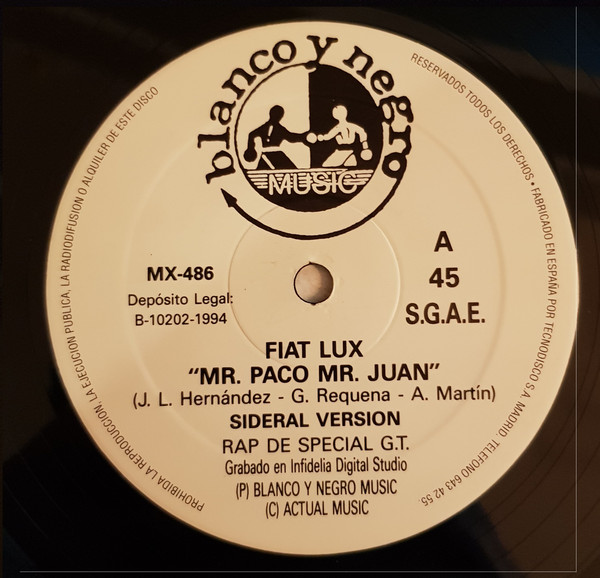 blanco y negro
MUSIC
RESERVADOS TODOS LOS DERECHOS • FABRICADO EN ESPAÑA POR TECNODISCO S.A. MADRID. TELEFONO 643 42 55.
PROHIBIDA LA REPRODUCCION, LA EJECUCION PUBLICA, LA RADIODIFUSION O ALQUILER DE ESTE DISCO
A
MX-486
45
Depósito Legal:
B-10202-1994
S.G.A.E.
FIAT LUX
"MR. PACO MR. JUAN"
(J. L. Hernández - G. Requena - A. Martín)
SIDERAL VERSION
RAP DE SPECIAL G.T.
Grabado en Infidelia Digital Studio
(P) BLANCO Y NEGRO MUSIC
(C) ACTUAL MUSIC